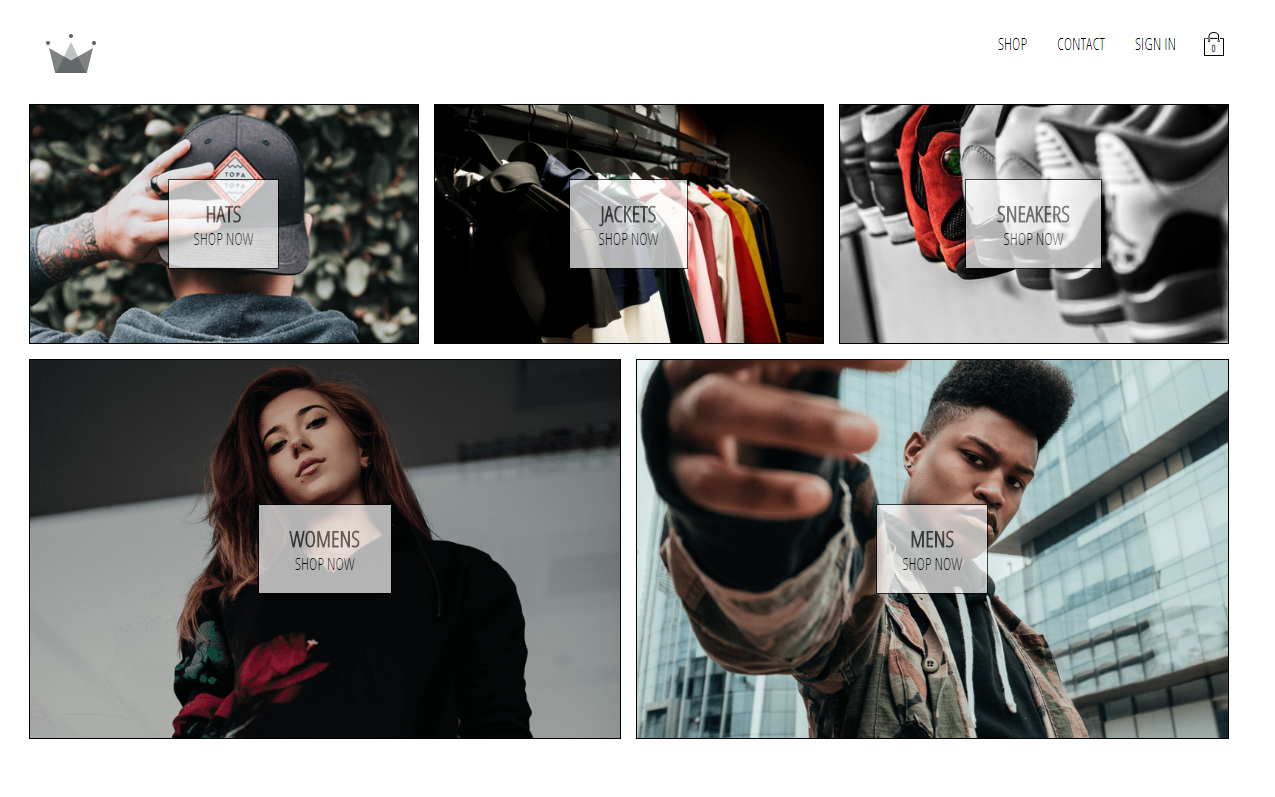 SHOP
CONTACT
SIGN IN
0
TOPA
TOPA
HATS
SHOP NOW
JACKETS
SHOP NOW
SNEAKERS
SHOP NOW
WOMENS
SHOP NOW
MENS
SHOP NOW